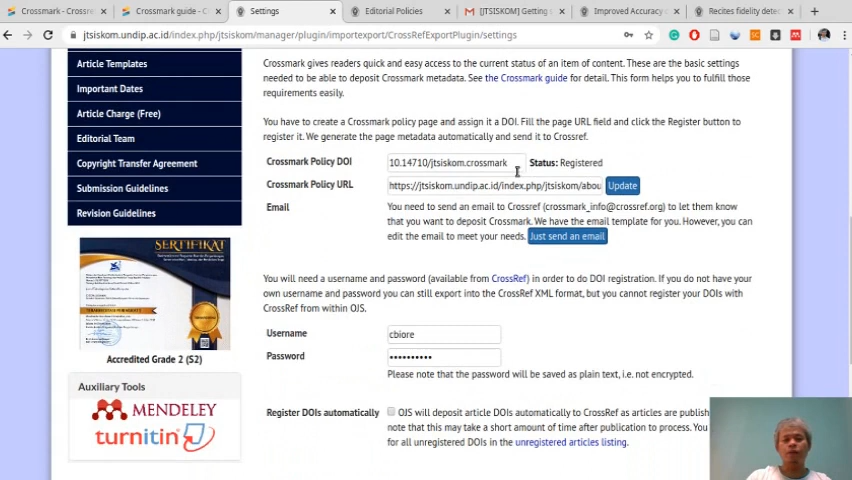 Crossmark - Crossre
Crossmark guide - C
Settings
Editorial Policies
[JTSISKOM] Getting s
Improved Accuracy o
Recites fidelity detec
jtsiskom.undip.ac.id/index.php/jtsiskom/manager/plugin/importexport/CrossRefExportPlugin/settings
Article Templates
Important Dates
Article Charge (Free)
Editorial Team
Copyright Transfer Agreement
Submission Guidelines
Revision Guidelines
SERTIFIKAT
Accredited Grade 2 (S2)
Auxiliary Tools
MENDELEY
turnitin
Crossmark gives readers quick and easy access to the current status of an item of content. These are the basic settings
needed to be able to deposit Crossmark metadata. See the Crossmark guide for detail. This form helps you to fulfill those
requirements easily.
You have to create a Crossmark policy page and assign it a DOI. Fill the page URL field and click the Register button to
register it. We generate the page metadata automatically and send it to Crossref.
Crossmark Policy DOI 10.14710/jtsiskom.crossmark Status: Registered
Crossmark Policy URL https://jtsiskom.undip.ac.id/index.php/jtsiskom/abou Update
Email You need to send an email to Crossref (crossmark_info@crossref.org) to let them know
that you want to deposit Crossmark. We have the email template for you. However, you can
edit the email to meet your needs. Just send an email
You will need a username and password (available from CrossRef) in order to do DOI registration. If you do not have your
own username and password you can still export into the CrossRef XML format, but you cannot register your DOIs with
CrossRef from within OJS.
Username cbiore
Password ••••••••••
Please note that the password will be saved as plain text, i.e. not encrypted.
Register DOIs automatically OJS will deposit article DOIs automatically to CrossRef as articles are publish
note that this may take a short amount of time after publication to process. You
for all unregistered DOIs in the unregistered articles listing.